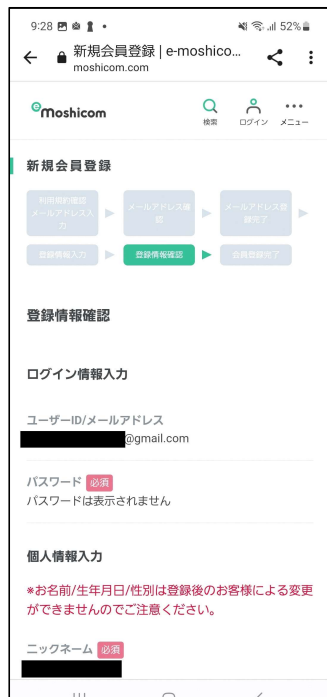 9:28
52%
新規会員登録 | e-moshico...
moshicom.com
e-moshicom
検索 ログイン メニュー
新規会員登録
利用規約確認
メールアドレス入
力
メールアドレス確
認
メールアドレス登
録完了
登録情報入力
登録情報確認
会員登録完了
登録情報確認
ログイン情報入力
ユーザーID/メールアドレス
@gmail.com
パスワード 必須
パスワードは表示されません
個人情報入力
*お名前/生年月日/性別は登録後のお客様による変更
ができませんのでご注意ください。
ニックネーム 必須